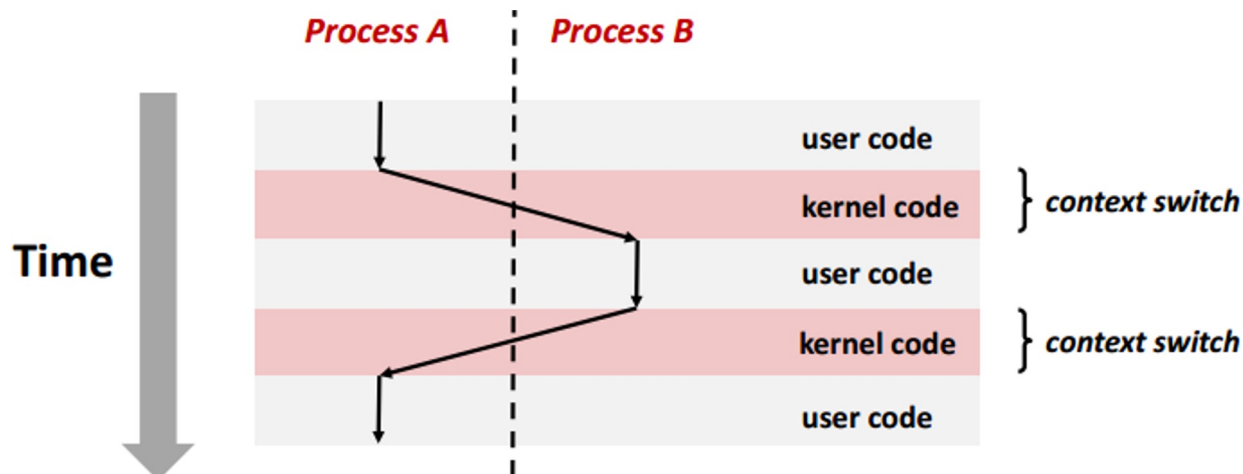 Process A
Process B
user code
kernel code
} context switch
Time
user code
kernel code
} context switch
user code